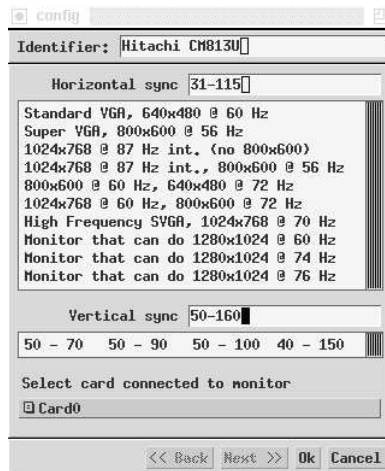 config
Identifier: Hitachi CM813U
Horizontal sync 31-115
Standard VGA, 640x480 @ 60 Hz
Super VGA, 800x600 @ 56 Hz
1024x768 @ 87 Hz int. (no 800x600)
1024x768 @ 87 Hz int., 800x600 @ 56 Hz
800x600 @ 60 Hz, 640x480 @ 72 Hz
1024x768 @ 60 Hz, 800x600 @ 72 Hz
High Frequency SVGA, 1024x768 @ 70 Hz
Monitor that can do 1280x1024 @ 60 Hz
Monitor that can do 1280x1024 @ 74 Hz
Monitor that can do 1280x1024 @ 76 Hz
Vertical sync 50-160
50 - 70 50 - 90 50 - 100 40 - 150
Select card connected to monitor
Card0
<< Back Next >> Ok Cancel